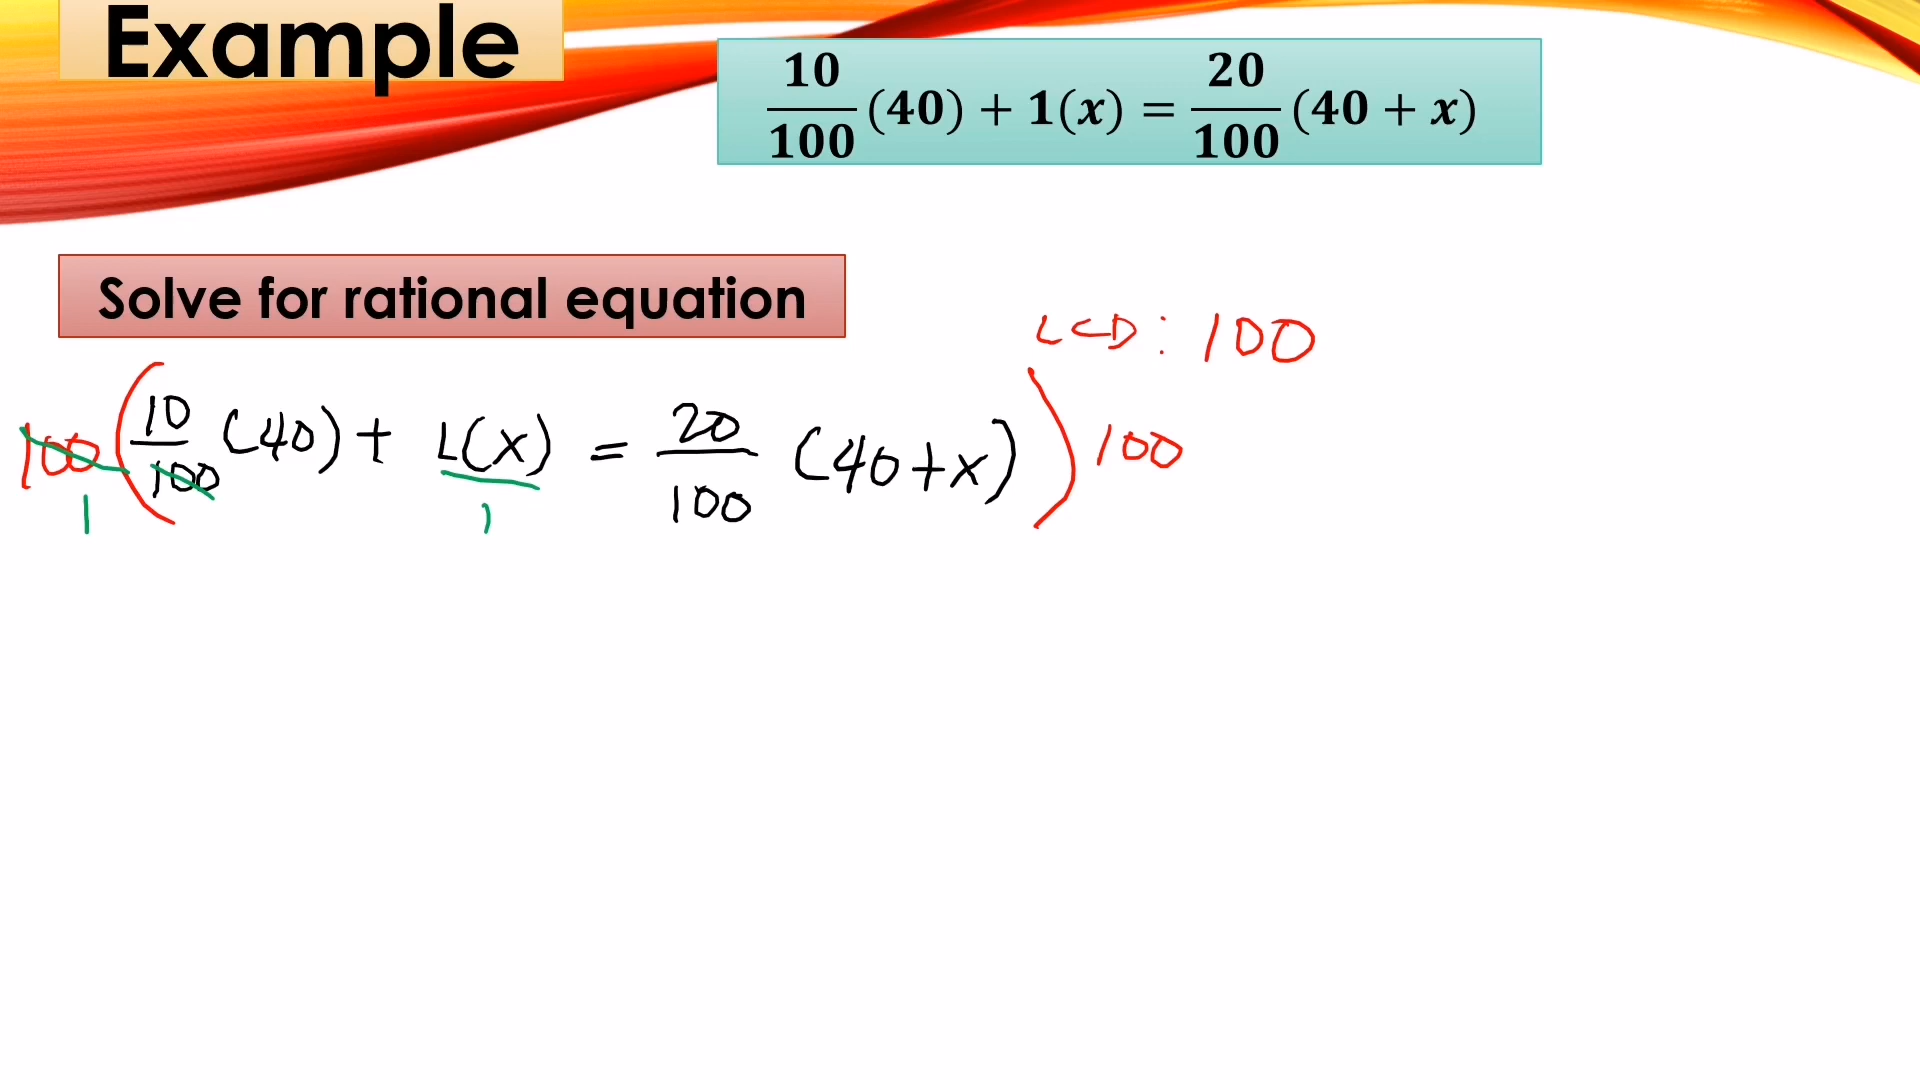 Example
10/100 (40) + 1(x) = 20/100 (40 + x)
Solve for rational equation
LCD : 100
100 ( 10/100 (40) + 1(x) = 20/100 (40+x) ) 100
1 1